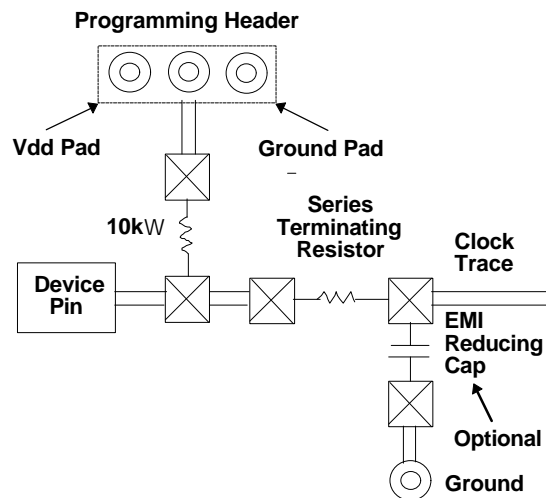 Programming Header
Vdd Pad
Ground Pad
10kW
Series
Terminating
Resistor
Clock
Trace
Device
Pin
EMI
Reducing
Cap
Optional
Ground